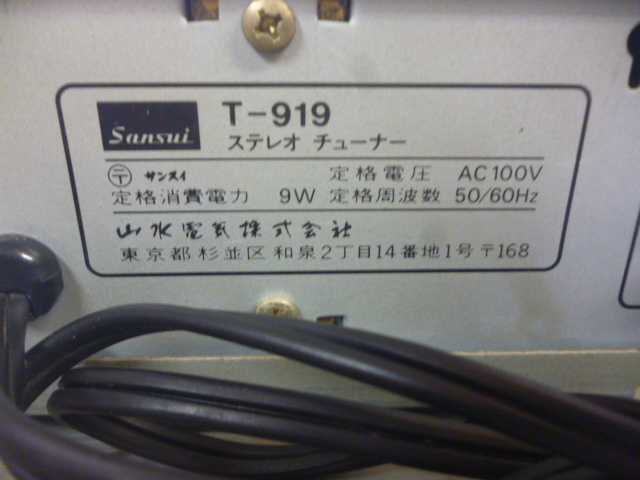 Sansui T-919
ステレオ チューナー
〒 サンスイ 定格電圧 AC100V
定格消費電力 9W 定格周波数 50/60Hz
山水電気株式会社
東京都杉並区和泉2丁目14番地1号〒168